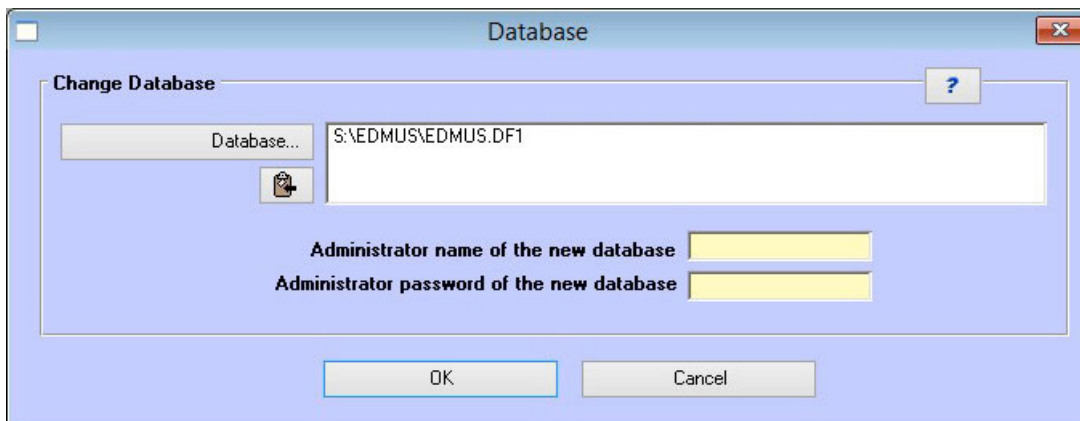 Database
Change Database
?
Database...
S:\EDMUS\EDMUS.DF1
Administrator name of the new database
Administrator password of the new database
OK
Cancel